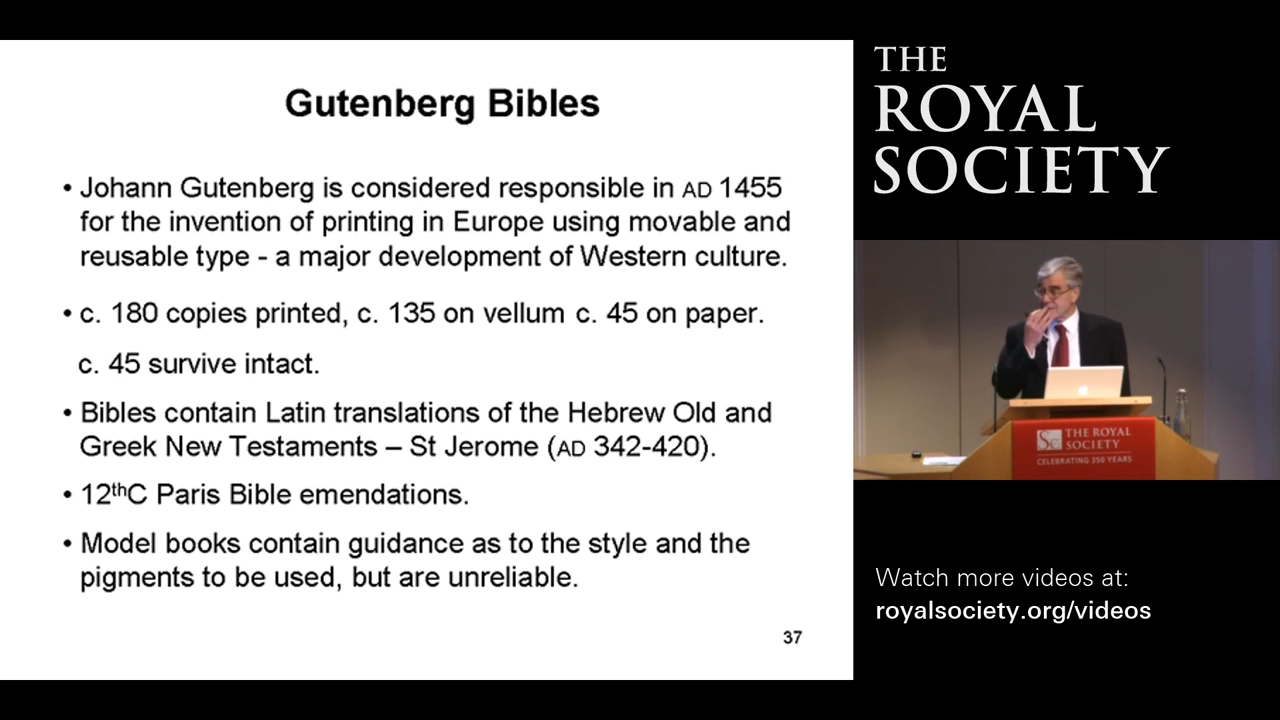 Gutenberg Bibles
• Johann Gutenberg is considered responsible in AD 1455
for the invention of printing in Europe using movable and
reusable type - a major development of Western culture.
• c. 180 copies printed, c. 135 on vellum c. 45 on paper.
c. 45 survive intact.
• Bibles contain Latin translations of the Hebrew Old and
Greek New Testaments – St Jerome (AD 342-420).
• 12thC Paris Bible emendations.
• Model books contain guidance as to the style and the
pigments to be used, but are unreliable.
37
THE
ROYAL
SOCIETY
THE ROYAL
SOCIETY
CELEBRATING 350 YEARS
Watch more videos at:
royalsociety.org/videos